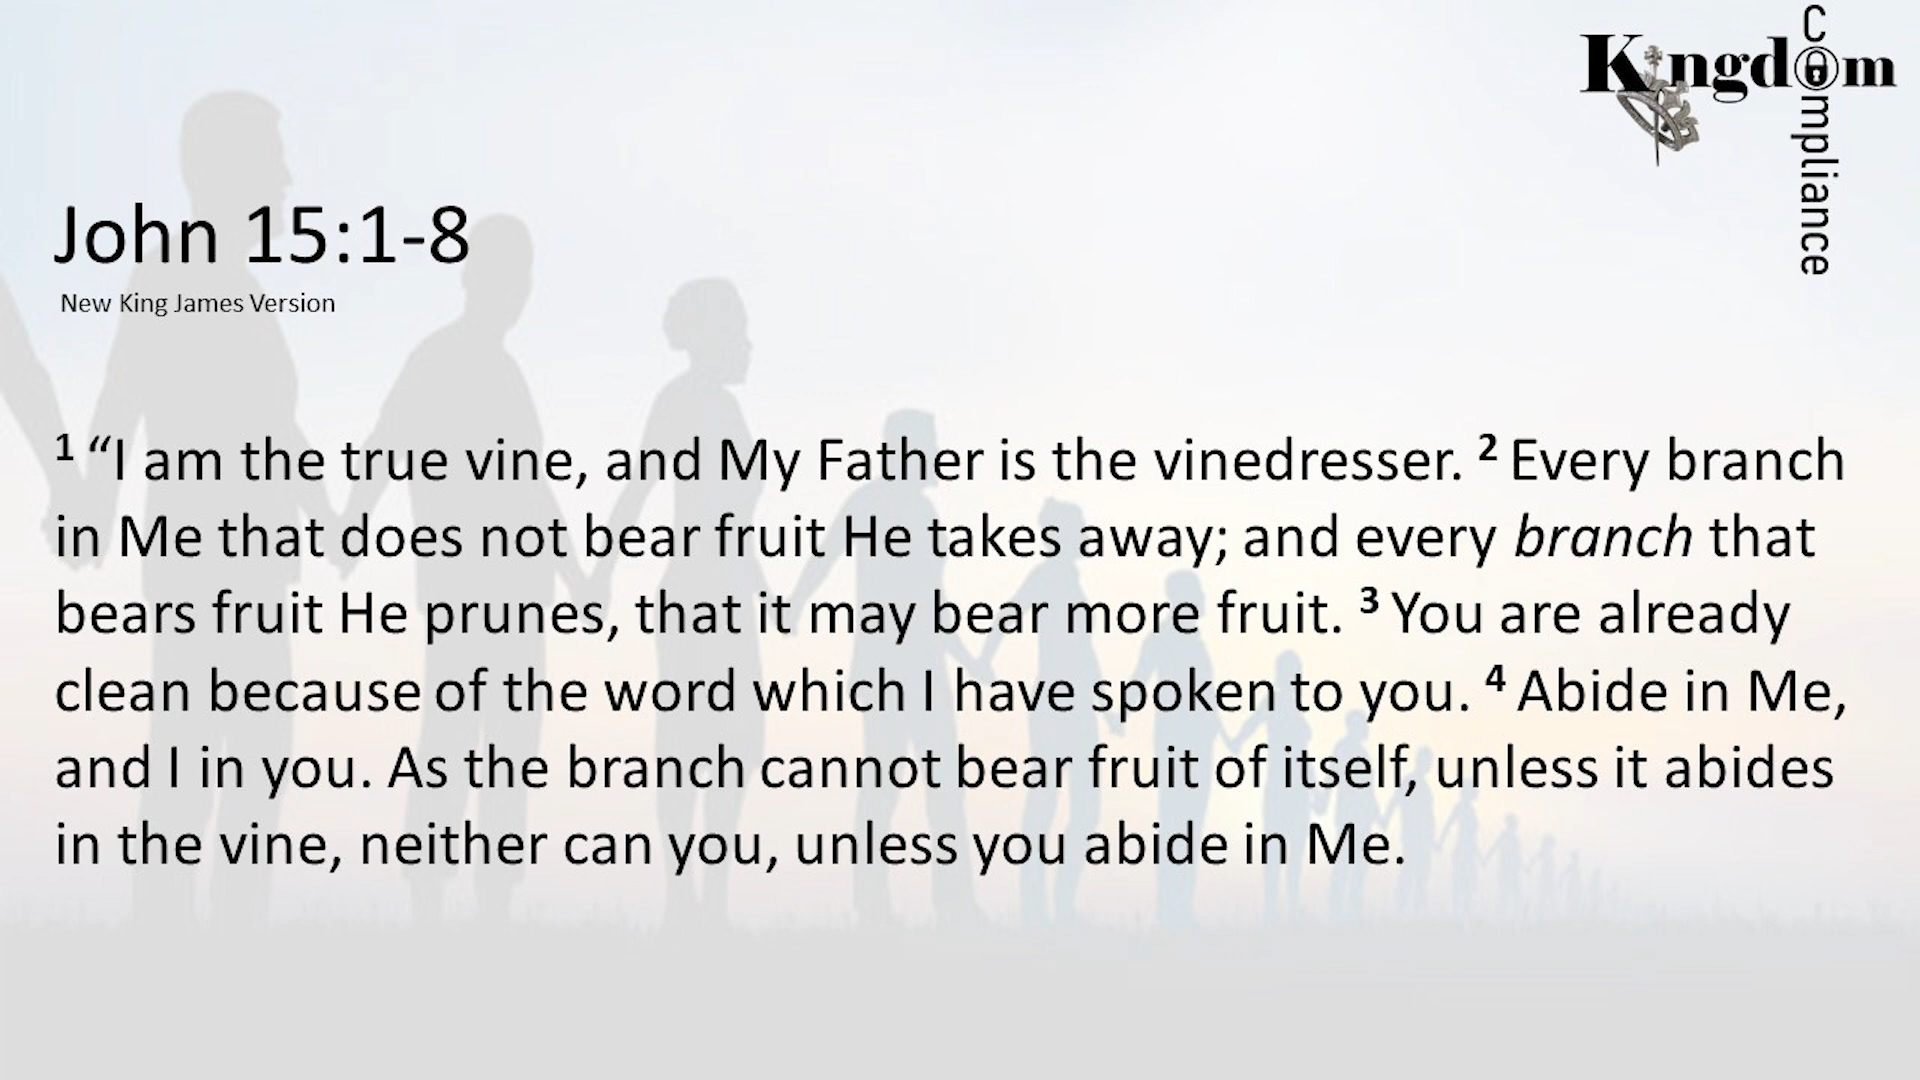 Kingdom
Compliance
John 15:1-8
New King James Version
1 “I am the true vine, and My Father is the vinedresser. 2 Every branch
in Me that does not bear fruit He takes away; and every branch that
bears fruit He prunes, that it may bear more fruit. 3 You are already
clean because of the word which I have spoken to you. 4 Abide in Me,
and I in you. As the branch cannot bear fruit of itself, unless it abides
in the vine, neither can you, unless you abide in Me.